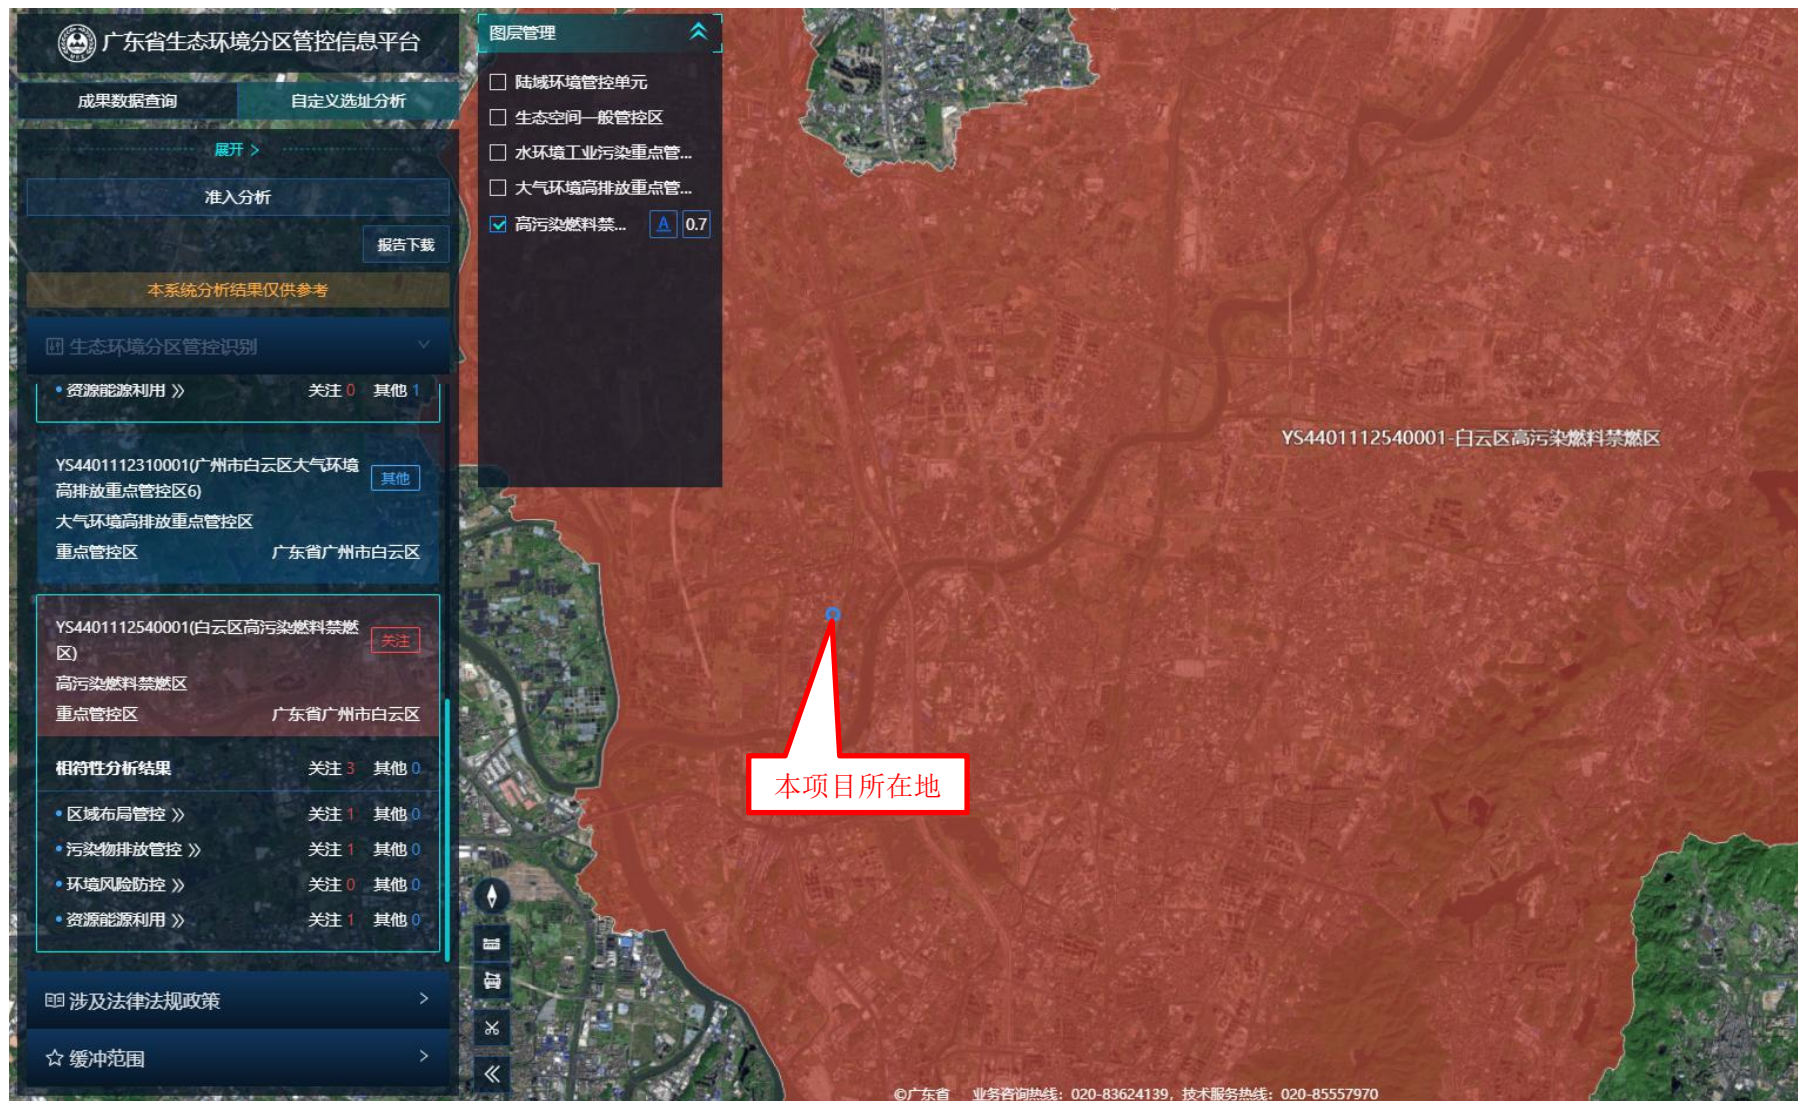 广东省生态环境分区管控信息平台
成果数据查询
自定义选址分析
展开 >
准入分析
报告下载
本系统分析结果仅供参考
生态环境分区管控识别
资源能源利用 》 关注 0 其他 1
YS4401112310001(广州市白云区大气环境
高排放重点管控区6)
其他
大气环境高排放重点管控区
重点管控区 广东省广州市白云区
YS4401112540001(白云区高污染燃料禁燃
区)
关注
高污染燃料禁燃区
重点管控区 广东省广州市白云区
相符性分析结果 关注 3 其他 0
区域布局管控 》 关注 1 其他 0
污染物排放管控 》 关注 1 其他 0
环境风险防控 》 关注 0 其他 0
资源能源利用 》 关注 1 其他 0
涉及法律法规政策 >
缓冲范围 >
图层管理
陆域环境管控单元
生态空间一般管控区
水环境工业污染重点管...
大气环境高排放重点管...
高污染燃料禁... A 0.7
YS4401112540001-白云区高污染燃料禁燃区
本项目所在地
©广东省 业务咨询热线：020-83624139，技术服务热线：020-85557970